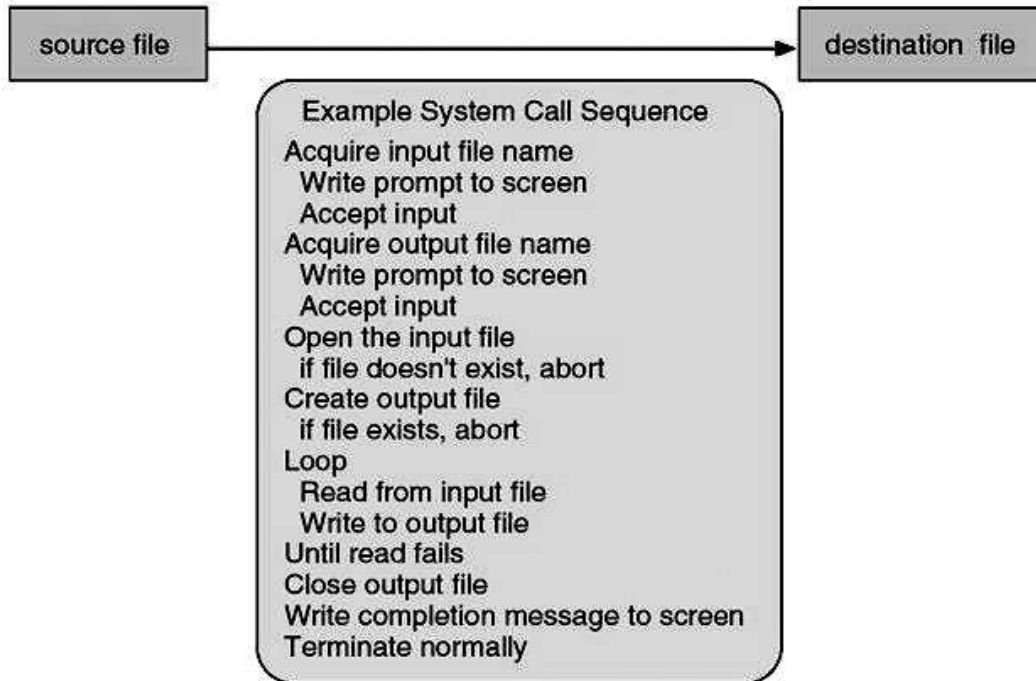 source file
destination file
Example System Call Sequence
Acquire input file name
Write prompt to screen
Accept input
Acquire output file name
Write prompt to screen
Accept input
Open the input file
if file doesn't exist, abort
Create output file
if file exists, abort
Loop
Read from input file
Write to output file
Until read fails
Close output file
Write completion message to screen
Terminate normally